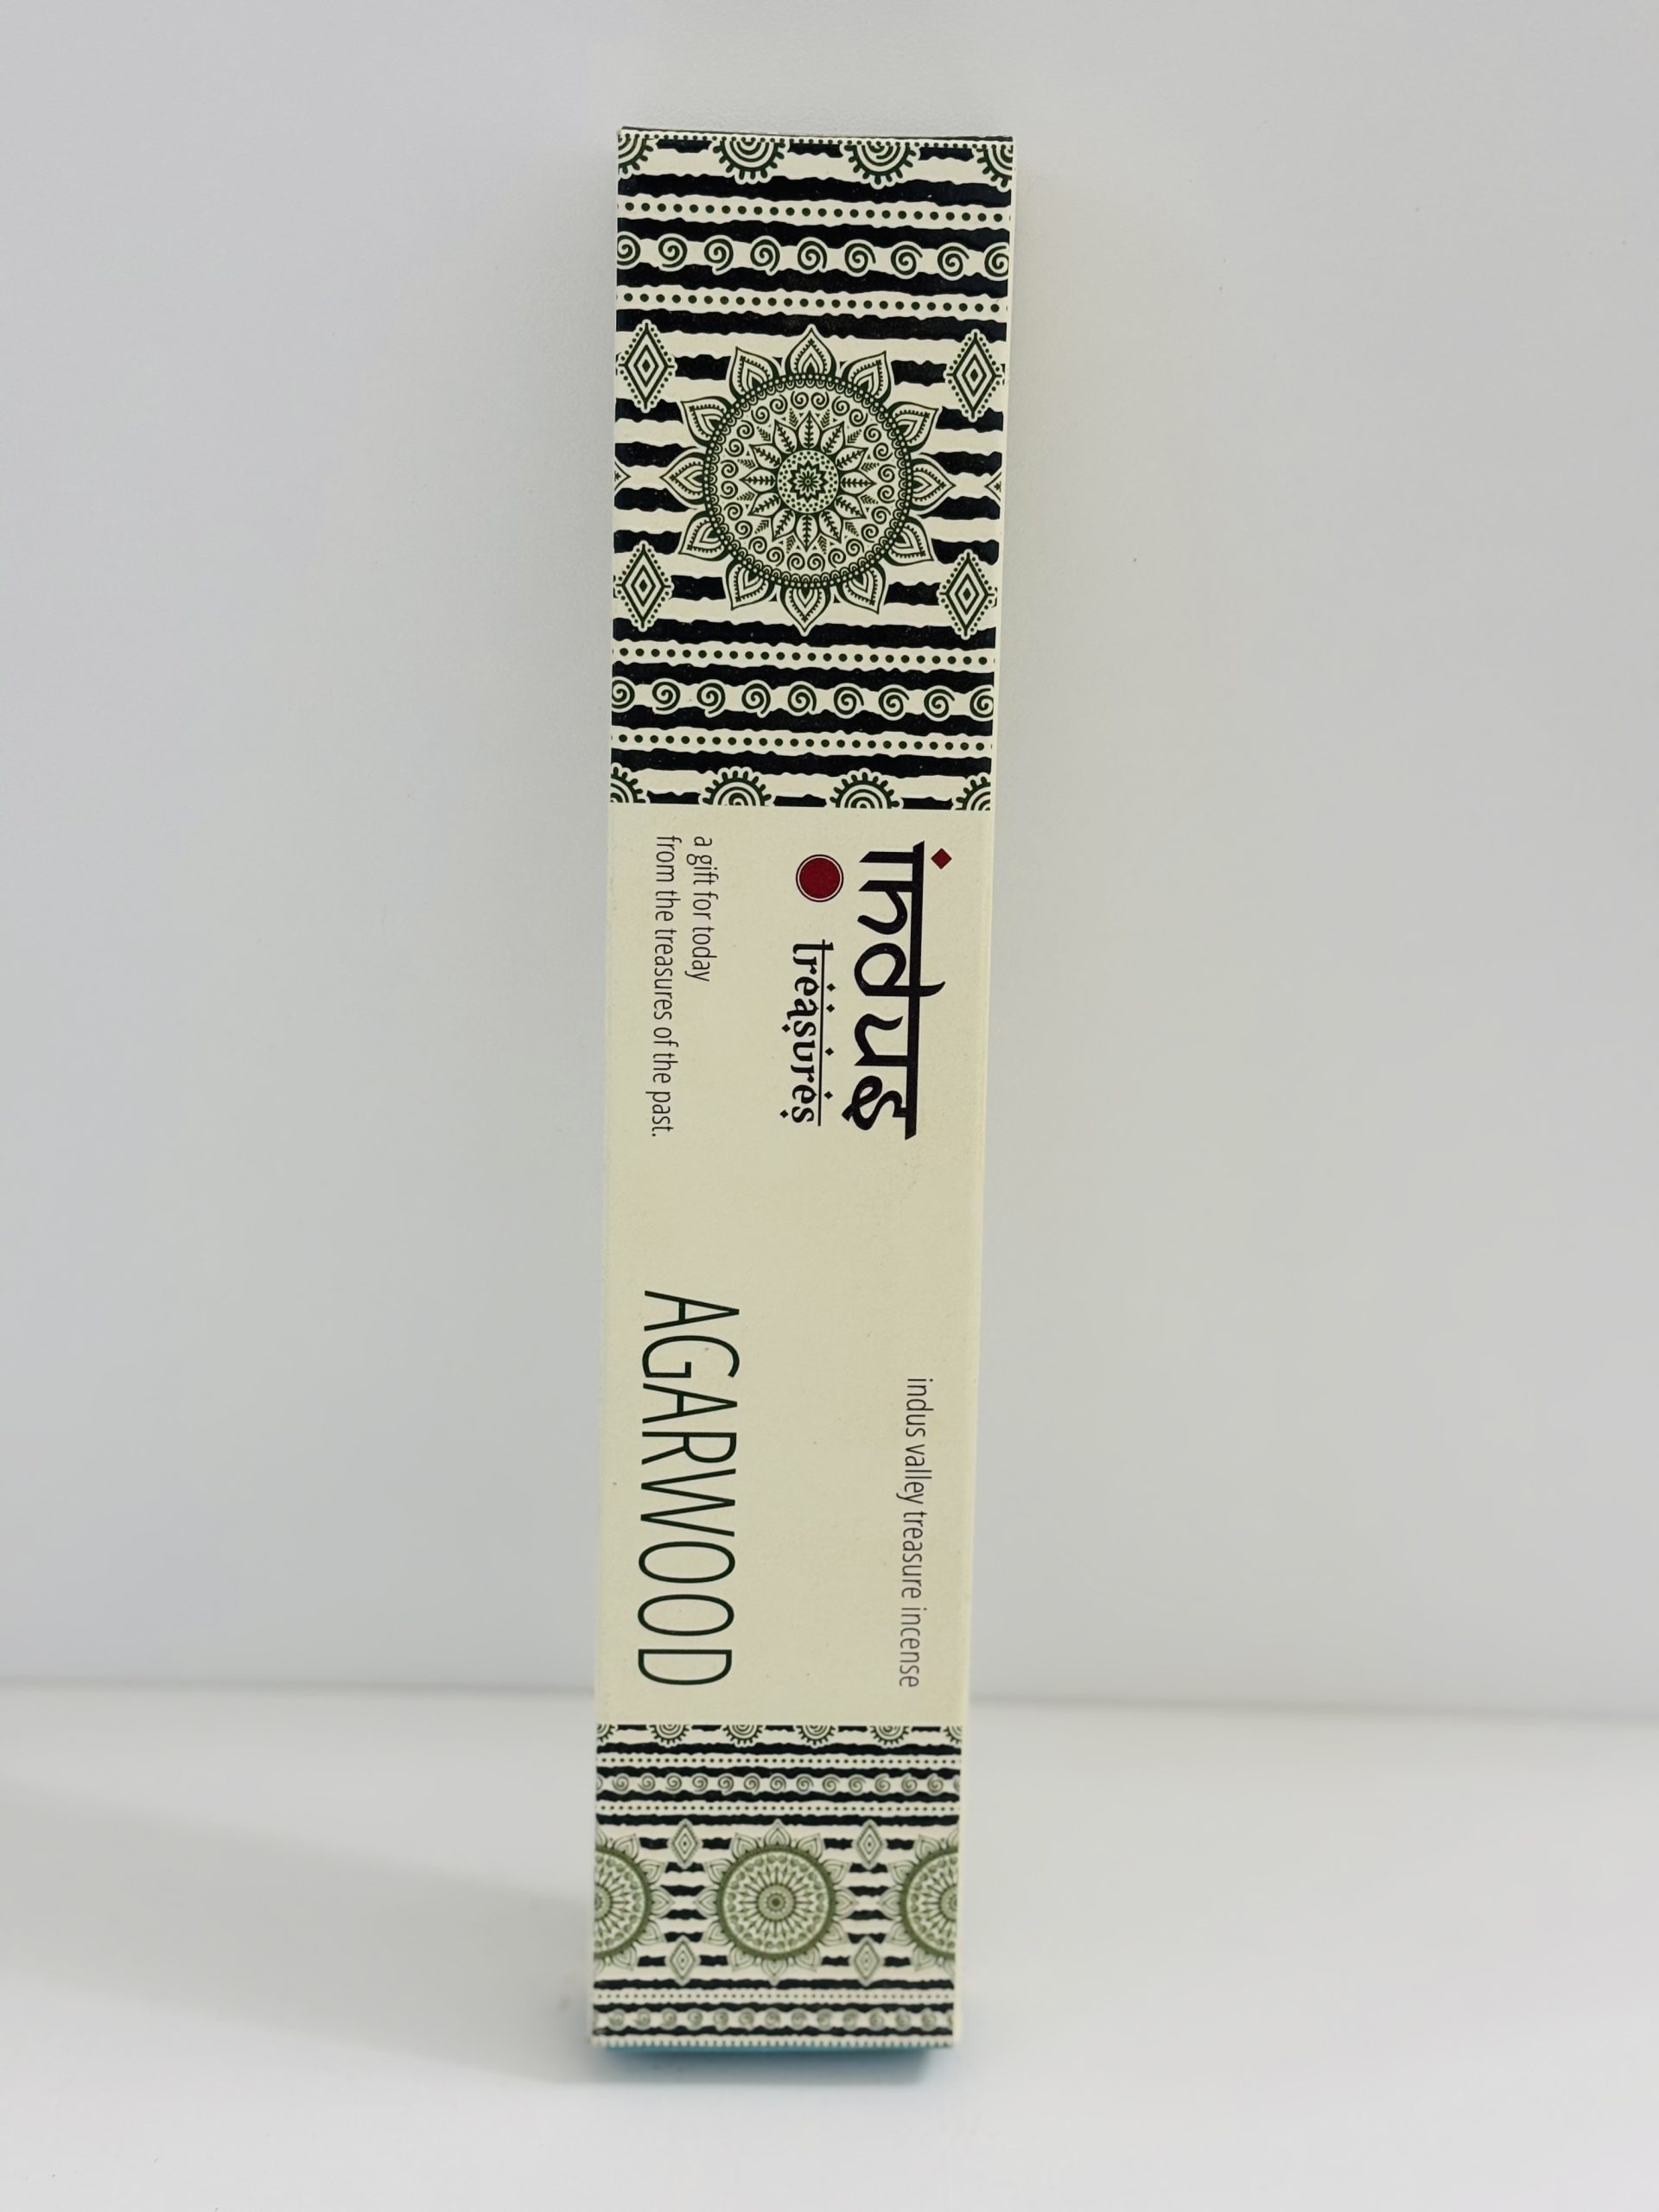 indus
treasures
a gift for today
from the treasures of the past.
indus valley treasure incense
AGARWOOD